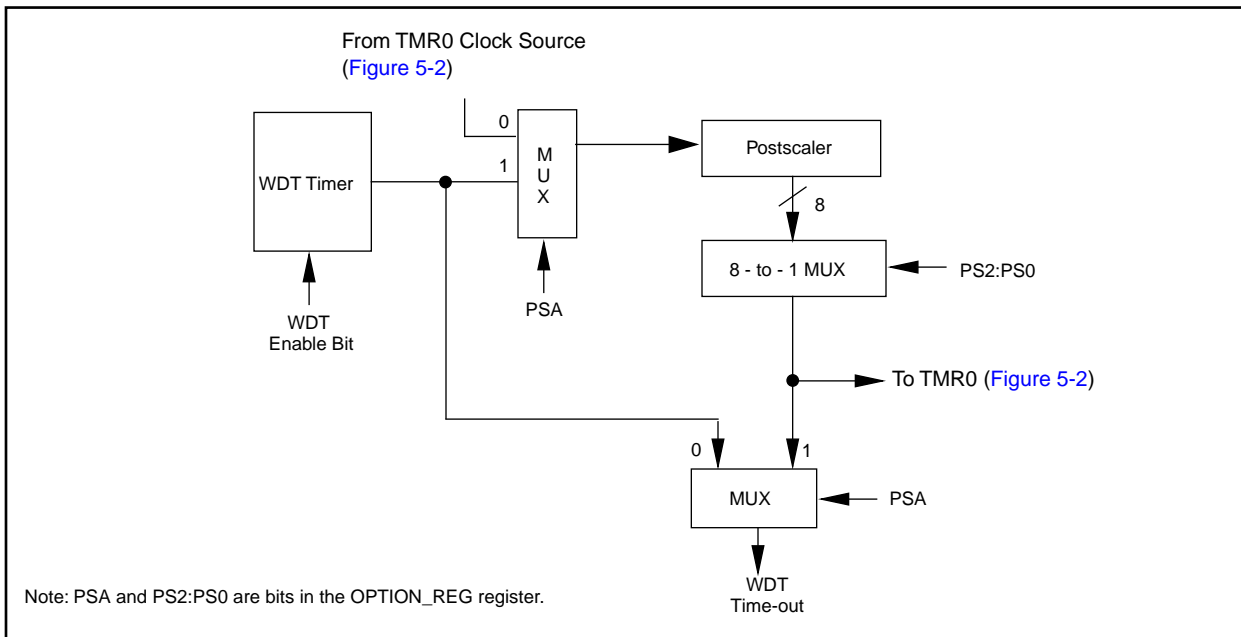 From TMR0 Clock Source
(Figure 5-2)
0
1
M
U
X
WDT Timer
Postscaler
8
8 - to - 1 MUX
PS2:PS0
PSA
WDT
Enable Bit
To TMR0 (Figure 5-2)
0
1
MUX
PSA
WDT
Time-out
Note: PSA and PS2:PS0 are bits in the OPTION_REG register.